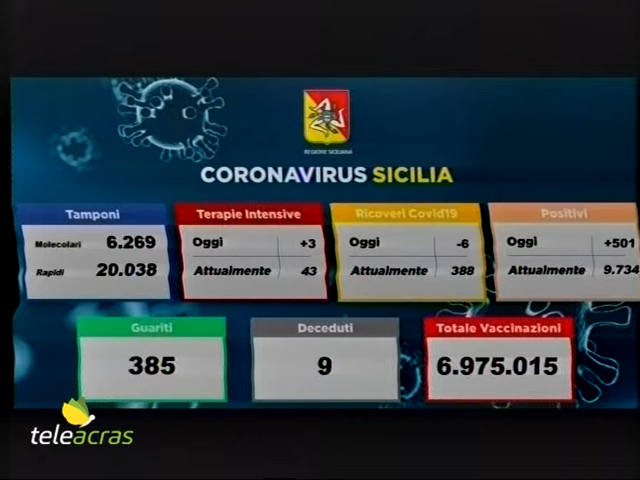 REGIONE SICILIANA
CORONAVIRUS SICILIA
Tamponi
Molecolari 6.269
Rapidi 20.038
Terapie Intensive
Oggi +3
Attualmente 43
Ricoveri Covid19
Oggi -6
Attualmente 388
Positivi
Oggi +501
Attualmente 9.734
Guariti
385
Deceduti
9
Totale Vaccinazioni
6.975.015
teleacras